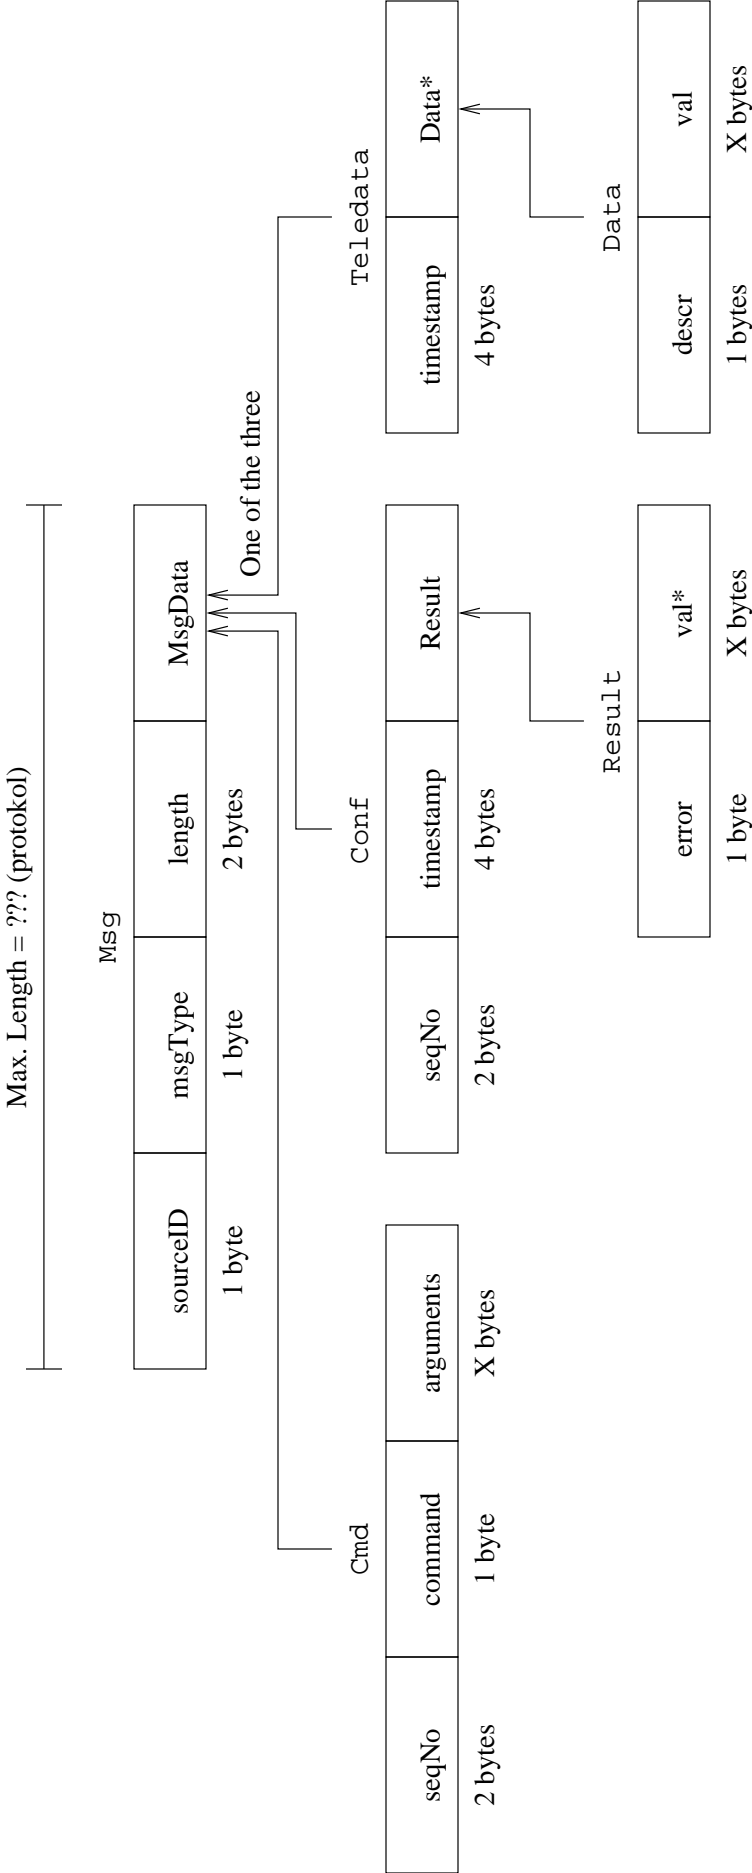 Max. Length = ??? (protokol)
Msg
sourceID msgType length MsgData
1 byte 1 byte 2 bytes
One of the three
Cmd Conf Teledata
seqNo command arguments seqNo timestamp Result timestamp Data*
2 bytes 1 byte X bytes 2 bytes 4 bytes 4 bytes
Result Data
error val* descr val
1 byte X bytes 1 bytes X bytes